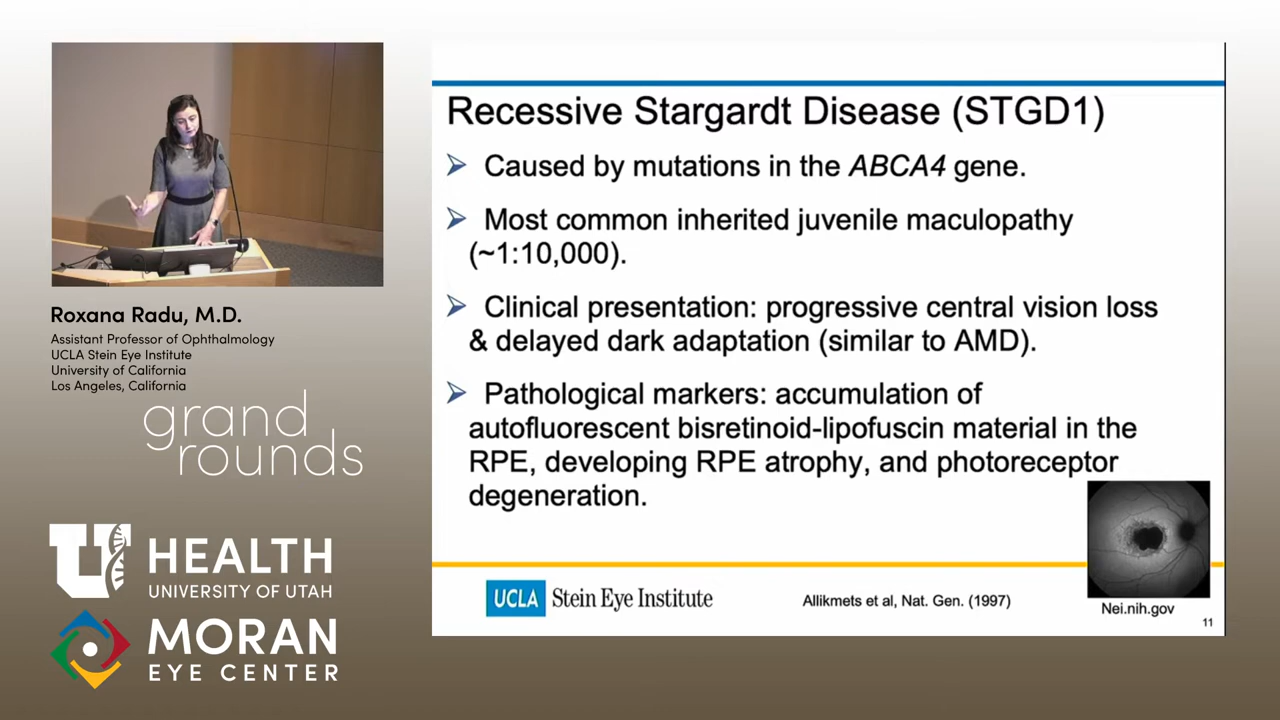 Roxana Radu, M.D.
Assistant Professor of Ophthalmology
UCLA Stein Eye Institute
University of California
Los Angeles, California
grand
rounds
U HEALTH
UNIVERSITY OF UTAH
MORAN
EYE CENTER
Recessive Stargardt Disease (STGD1)
Caused by mutations in the ABCA4 gene.
Most common inherited juvenile maculopathy
(~1:10,000).
Clinical presentation: progressive central vision loss
& delayed dark adaptation (similar to AMD).
Pathological markers: accumulation of
autofluorescent bisretinoid-lipofuscin material in the
RPE, developing RPE atrophy, and photoreceptor
degeneration.
UCLA Stein Eye Institute
Allikmets et al, Nat. Gen. (1997)
Nei.nih.gov
11